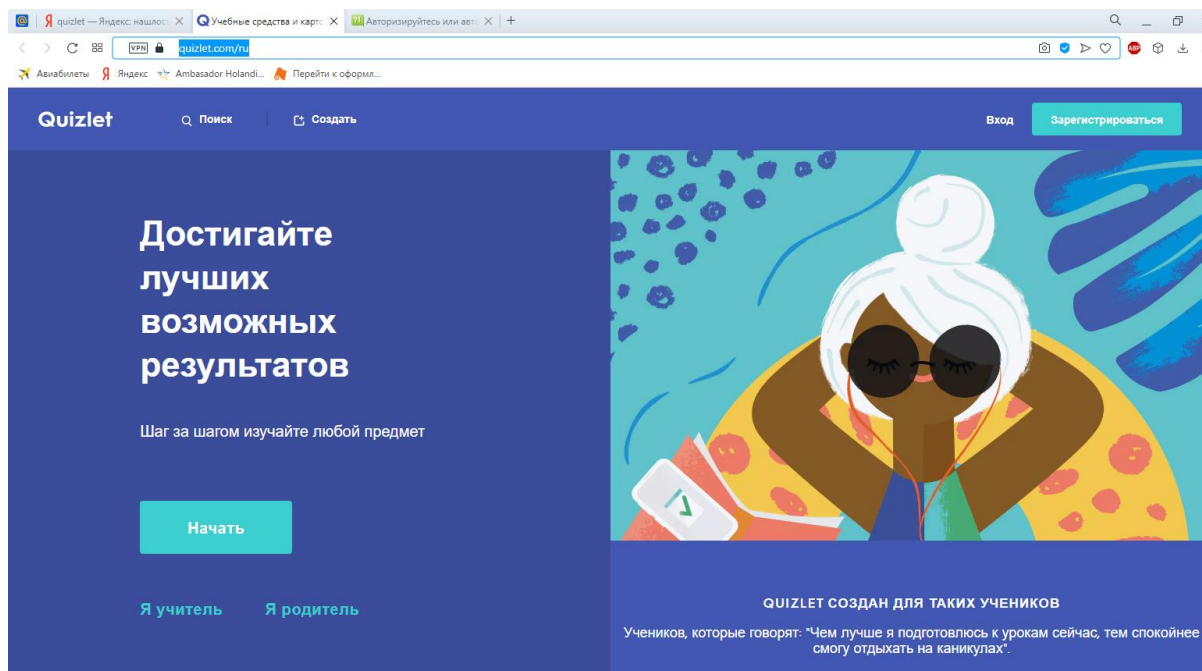 quizlet — Яндекс: нашлось
Учебные средства и карто
Авторизируйтесь или авто
VPN
quizlet.com/ru
ABP
Авиабилеты
Яндекс
Ambasador Holandi...
Перейти к оформл...
Quizlet
Поиск
Создать
Вход
Зарегистрироваться
Достигайте
лучших
возможных
результатов
Шаг за шагом изучайте любой предмет
Начать
Я учитель
Я родитель
QUIZLET СОЗДАН ДЛЯ ТАКИХ УЧЕНИКОВ
Учеников, которые говорят: "Чем лучше я подготовлюсь к урокам сейчас, тем спокойнее
смогу отдыхать на каникулах".